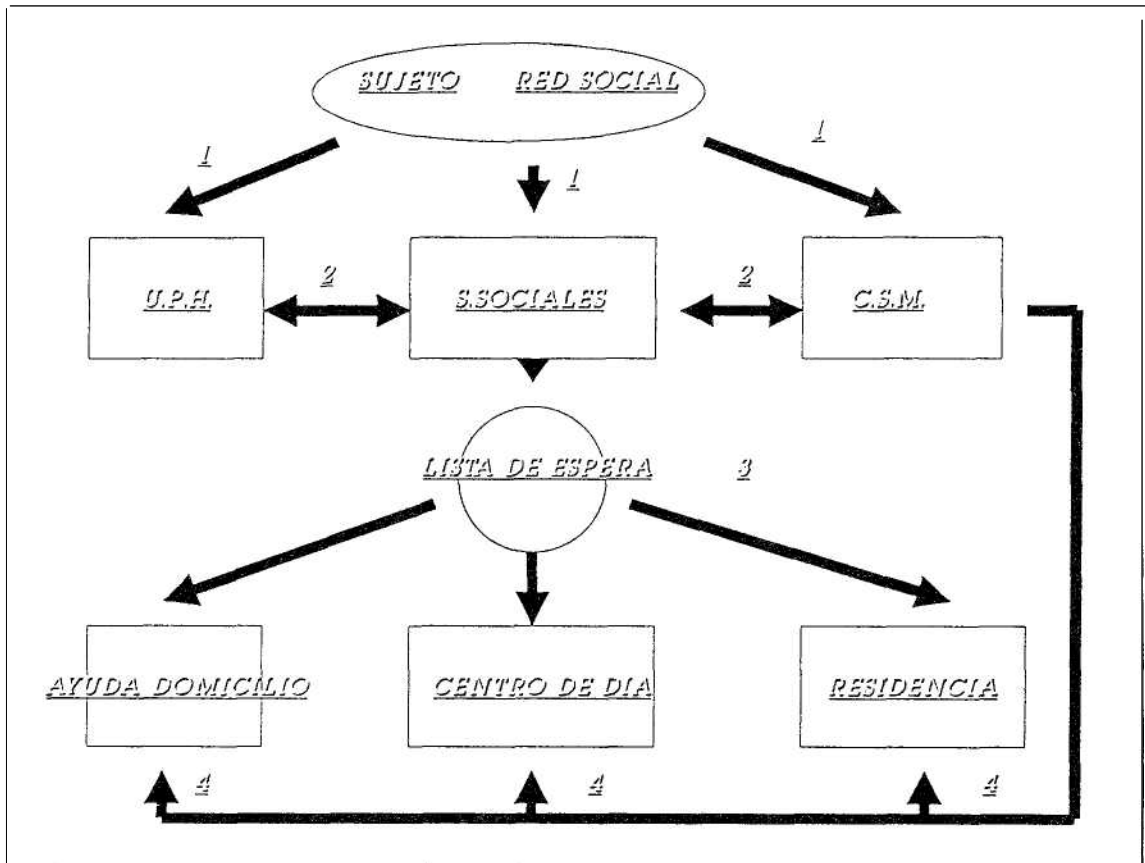 SUJETO RED SOCIAL
1
1
1
U.P.H.
2
S.SOCIALES
2
C.S.M.
LISTA DE ESPERA
3
AYUDA DOMICILIO
CENTRO DE DIA
RESIDENCIA
4
4
4